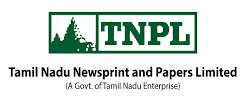 TNPL
Tamil Nadu Newsprint and Papers Limited
(A Govt. of Tamil Nadu Enterprise)